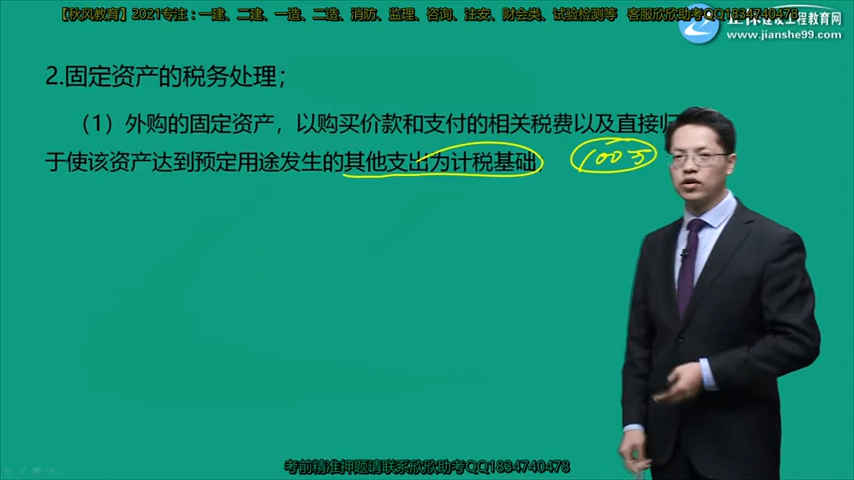 【秋风教育】2021专注：一建、二建、一造、二造、消防、监理、咨询、注安、财会类、试验检测等 客服欣欣助考QQ1834740478
建设工程教育网
www.jianshe99.com
2.固定资产的税务处理；
（1）外购的固定资产，以购买价款和支付的相关税费以及直接归
于使该资产达到预定用途发生的其他支出为计税基础
100万
考前精准押题请联系欣欣助考QQ1834740478